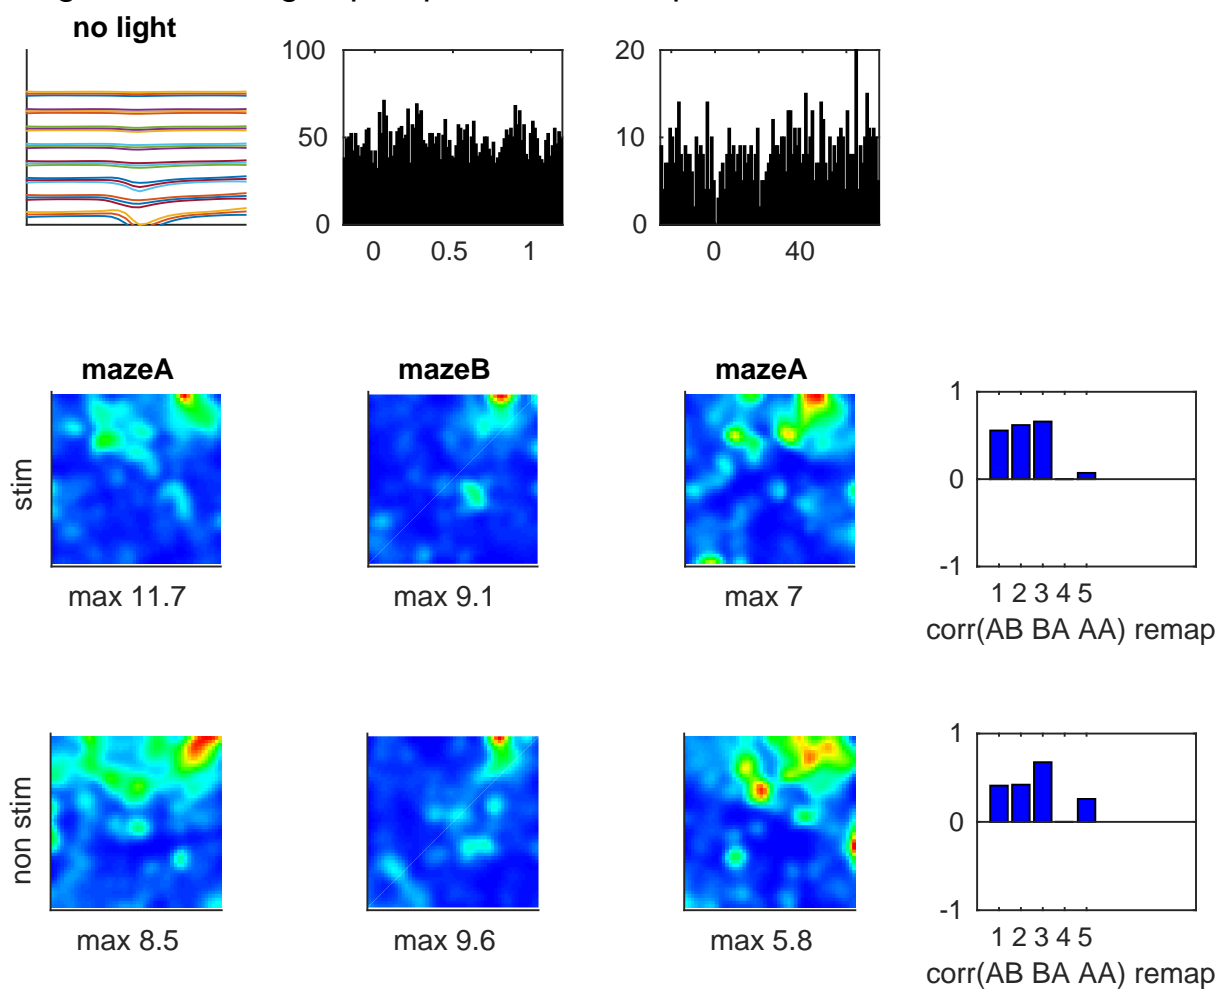 no light
100
50
0
0 0.5 1
20
10
0
0 40
mazeA mazeB mazeA
stim
max 11.7 max 9.1 max 7
1
0
-1
1 2 3 4 5
corr(AB BA AA) remap
non stim
max 8.5 max 9.6 max 5.8
1
0
-1
1 2 3 4 5
corr(AB BA AA) remap